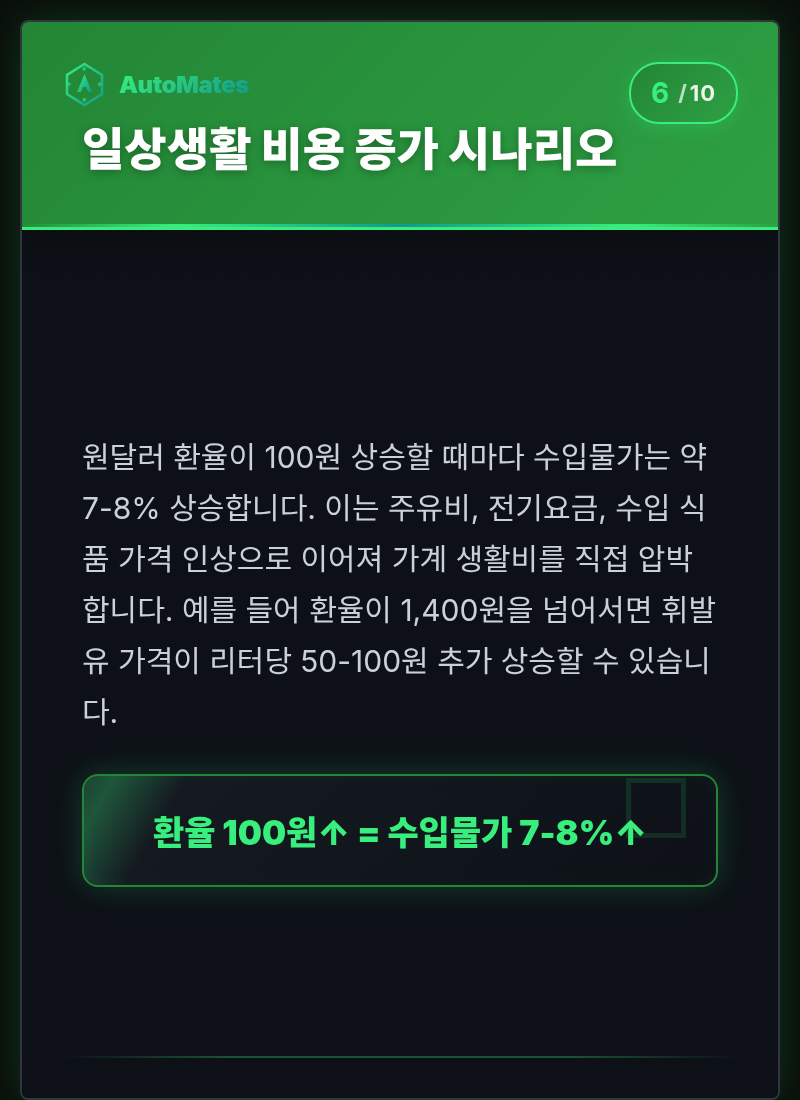 AutoMates
6 /10
일상생활 비용 증가 시나리오
원달러 환율이 100원 상승할 때마다 수입물가는 약
7-8% 상승합니다. 이는 주유비, 전기요금, 수입 식
품 가격 인상으로 이어져 가계 생활비를 직접 압박
합니다. 예를 들어 환율이 1,400원을 넘어서면 휘발
유 가격이 리터당 50-100원 추가 상승할 수 있습니
다.
환율 100원↑ = 수입물가 7-8%↑